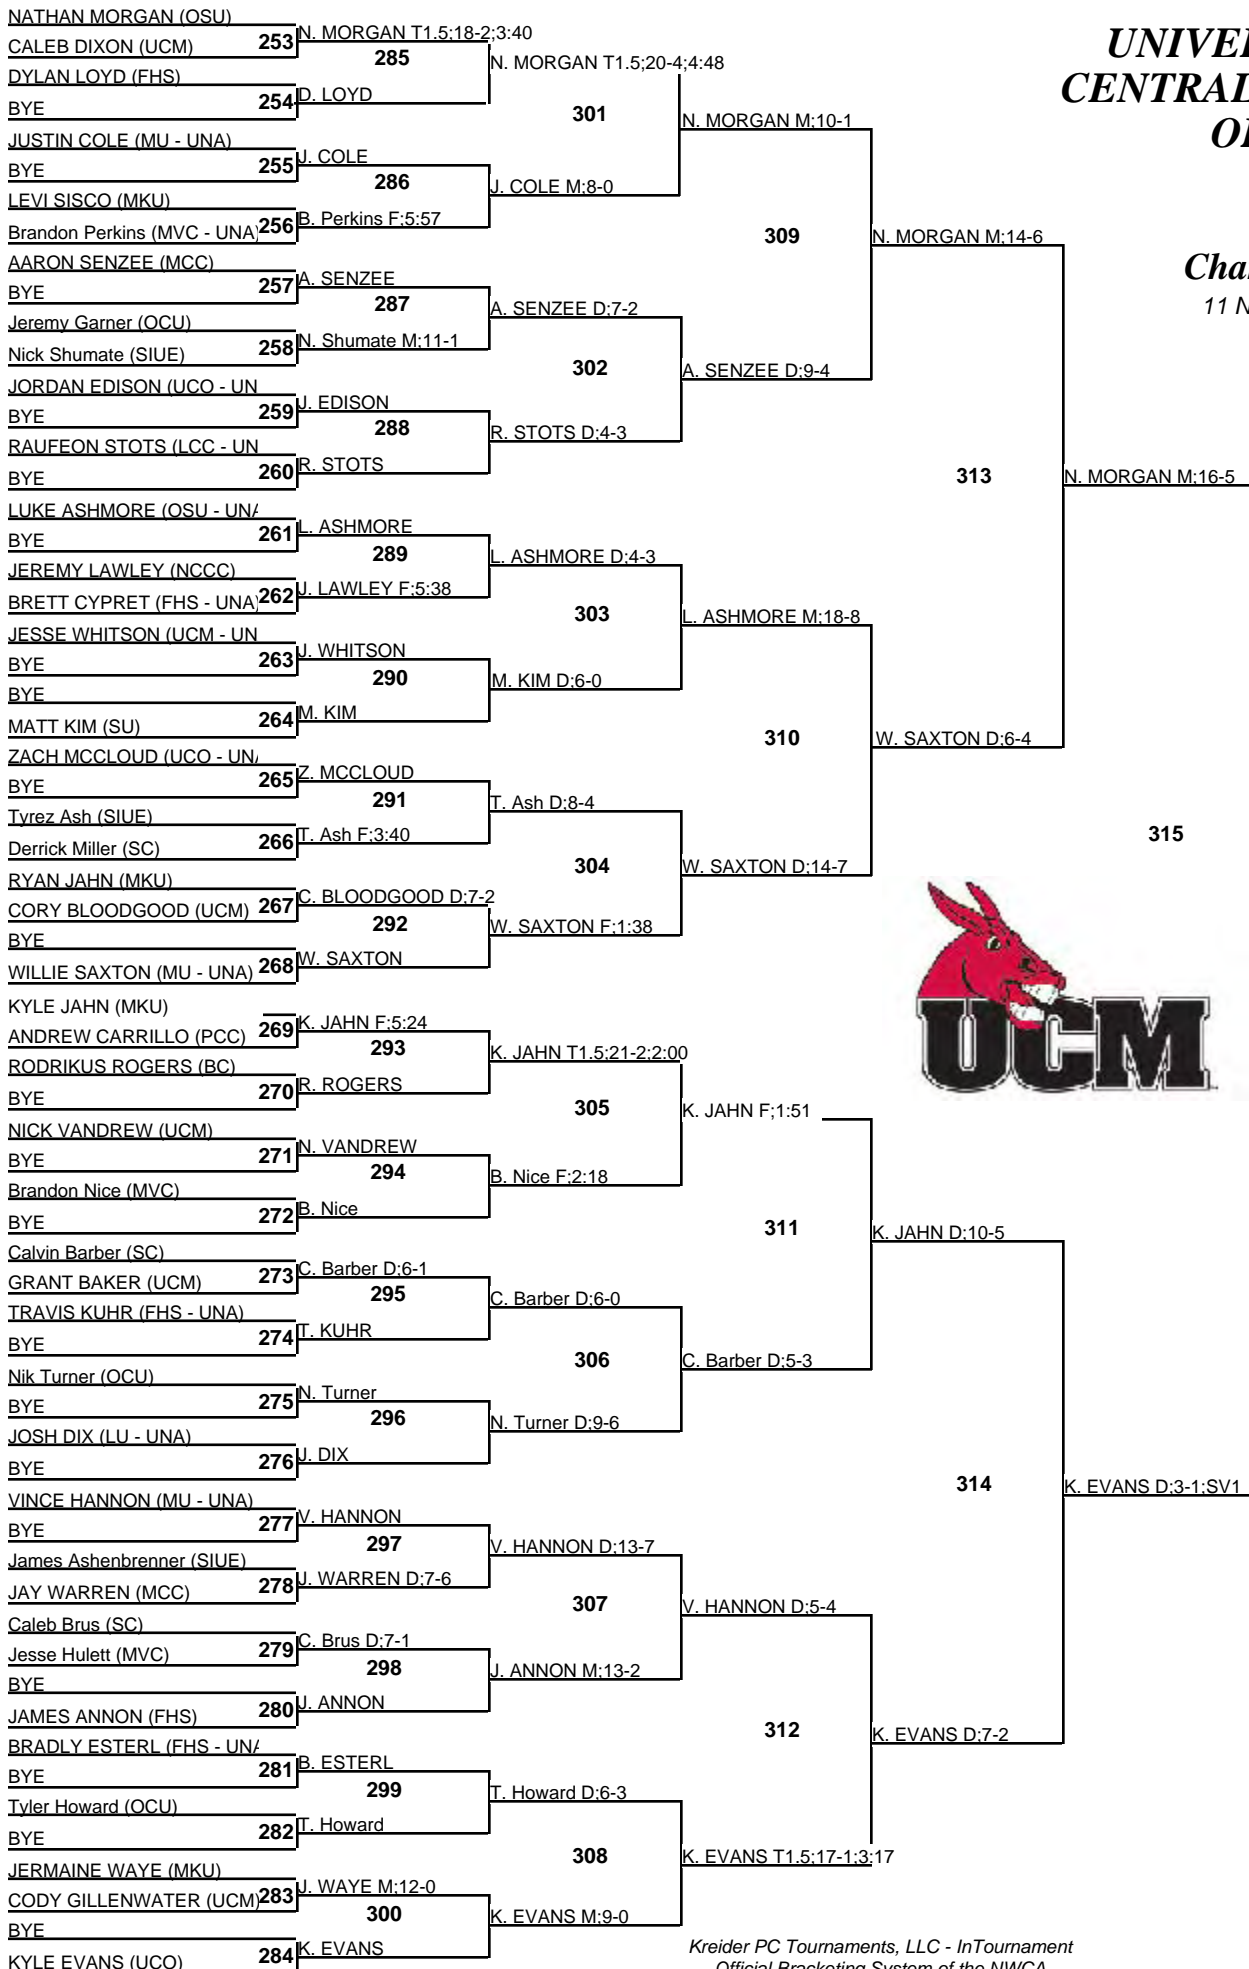 NATHAN MORGAN (OSU)
CALEB DIXON (UCM)
253
DYLAN LOYD (FHS)
BYE
254
JUSTIN COLE (MU - UNA)
BYE
255
LEVI SISCO (MKU)
Brandon Perkins (MVC - UNA)
256
AARON SENZEE (MCC)
BYE
257
Jeremy Garner (OCU)
Nick Shumate (SIUE)
258
JORDAN EDISON (UCO - UN
BYE
259
RAUFEON STOTS (LCC - UN
BYE
260
LUKE ASHMORE (OSU - UNA
BYE
261
JEREMY LAWLEY (NCCC)
BRETT CYPRET (FHS - UNA)
262
JESSE WHITSON (UCM - UN
BYE
263
BYE
MATT KIM (SU)
264
ZACH MCCLOUD (UCO - UNA
BYE
265
Tyrez Ash (SIUE)
Derrick Miller (SC)
266
RYAN JAHN (MKU)
CORY BLOODGOOD (UCM)
267
BYE
WILLIE SAXTON (MU - UNA)
268
KYLE JAHN (MKU)
ANDREW CARRILLO (PCC)
269
RODRIKUS ROGERS (BC)
BYE
270
NICK VANDREW (UCM)
BYE
271
Brandon Nice (MVC)
BYE
272
Calvin Barber (SC)
GRANT BAKER (UCM)
273
TRAVIS KUHR (FHS - UNA)
BYE
274
Nik Turner (OCU)
BYE
275
JOSH DIX (LU - UNA)
BYE
276
VINCE HANNON (MU - UNA)
BYE
277
James Ashenbrenner (SIUE)
JAY WARREN (MCC)
278
Caleb Brus (SC)
Jesse Hulett (MVC)
279
BYE
JAMES ANNON (FHS)
280
BRADLY ESTERL (FHS - UNA
BYE
281
Tyler Howard (OCU)
BYE
282
JERMAINE WAYE (MKU)
CODY GILLENWATER (UCM)
283
BYE
KYLE EVANS (UCO)
284
N. MORGAN T1.5;18-2;3:40
285
D. LOYD
J. COLE
286
B. Perkins F;5:57
A. SENZEE
287
N. Shumate M;11-1
J. EDISON
288
R. STOTS
L. ASHMORE
289
J. LAWLEY F;5:38
J. WHITSON
290
M. KIM
Z. MCCLOUD
291
T. Ash F;3:40
C. BLOODGOOD D;7-2
292
W. SAXTON
K. JAHN F;5:24
293
R. ROGERS
N. VANDREW
294
B. Nice
C. Barber D;6-1
295
T. KUHR
N. Turner
296
J. DIX
V. HANNON
297
J. WARREN D;7-6
C. Brus D;7-1
298
J. ANNON
B. ESTERL
299
T. Howard
J. WAYE M;12-0
300
K. EVANS
N. MORGAN T1.5;20-4;4:48
301
J. COLE M;8-0
A. SENZEE D;7-2
302
R. STOTS D;4-3
L. ASHMORE D;4-3
303
M. KIM D;6-0
T. Ash D;8-4
304
W. SAXTON F;1:38
K. JAHN T1.5;21-2;2:00
305
B. Nice F;2:18
C. Barber D;6-0
306
N. Turner D;9-6
V. HANNON D;13-7
307
J. ANNON M;13-2
T. Howard D;6-3
308
K. EVANS M;9-0
N. MORGAN M;10-1
309
A. SENZEE D;9-4
L. ASHMORE M;18-8
310
W. SAXTON D;14-7
K. JAHN F;1:51
311
C. Barber D;5-3
V. HANNON D;5-4
312
K. EVANS T1.5;17-1;3:17
N. MORGAN M;14-6
313
W. SAXTON D;6-4
K. JAHN D;10-5
314
K. EVANS D;7-2
N. MORGAN M;16-5
315
K. EVANS D;3-1;SV1
UNIVE
CENTRAL
O
Cha
11 N
UCM
Kreider PC Tournaments, LLC - InTournament
Official Bracketing System of the NWCA